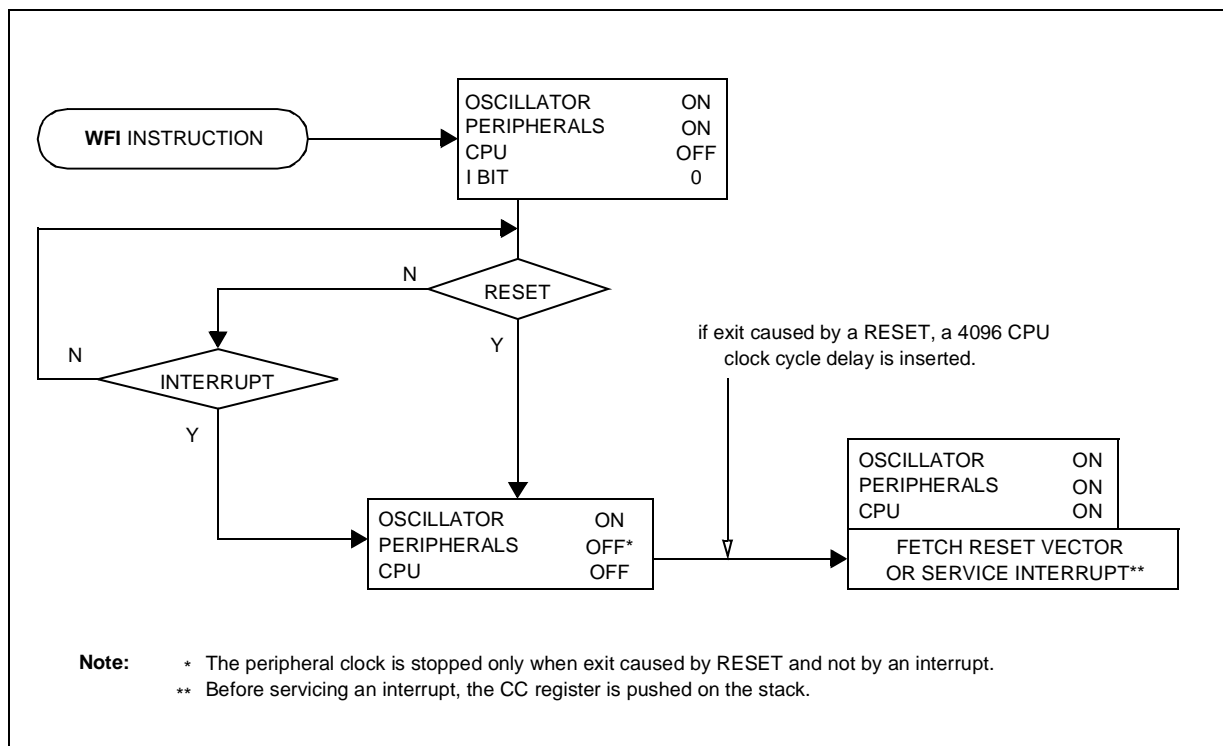 WFI INSTRUCTION
OSCILLATOR ON
PERIPHERALS ON
CPU OFF
I BIT 0
N
RESET
Y
N
INTERRUPT
Y
if exit caused by a RESET, a 4096 CPU
clock cycle delay is inserted.
OSCILLATOR ON
PERIPHERALS OFF*
CPU OFF
OSCILLATOR ON
PERIPHERALS ON
CPU ON
FETCH RESET VECTOR
OR SERVICE INTERRUPT**
Note: * The peripheral clock is stopped only when exit caused by RESET and not by an interrupt.
** Before servicing an interrupt, the CC register is pushed on the stack.